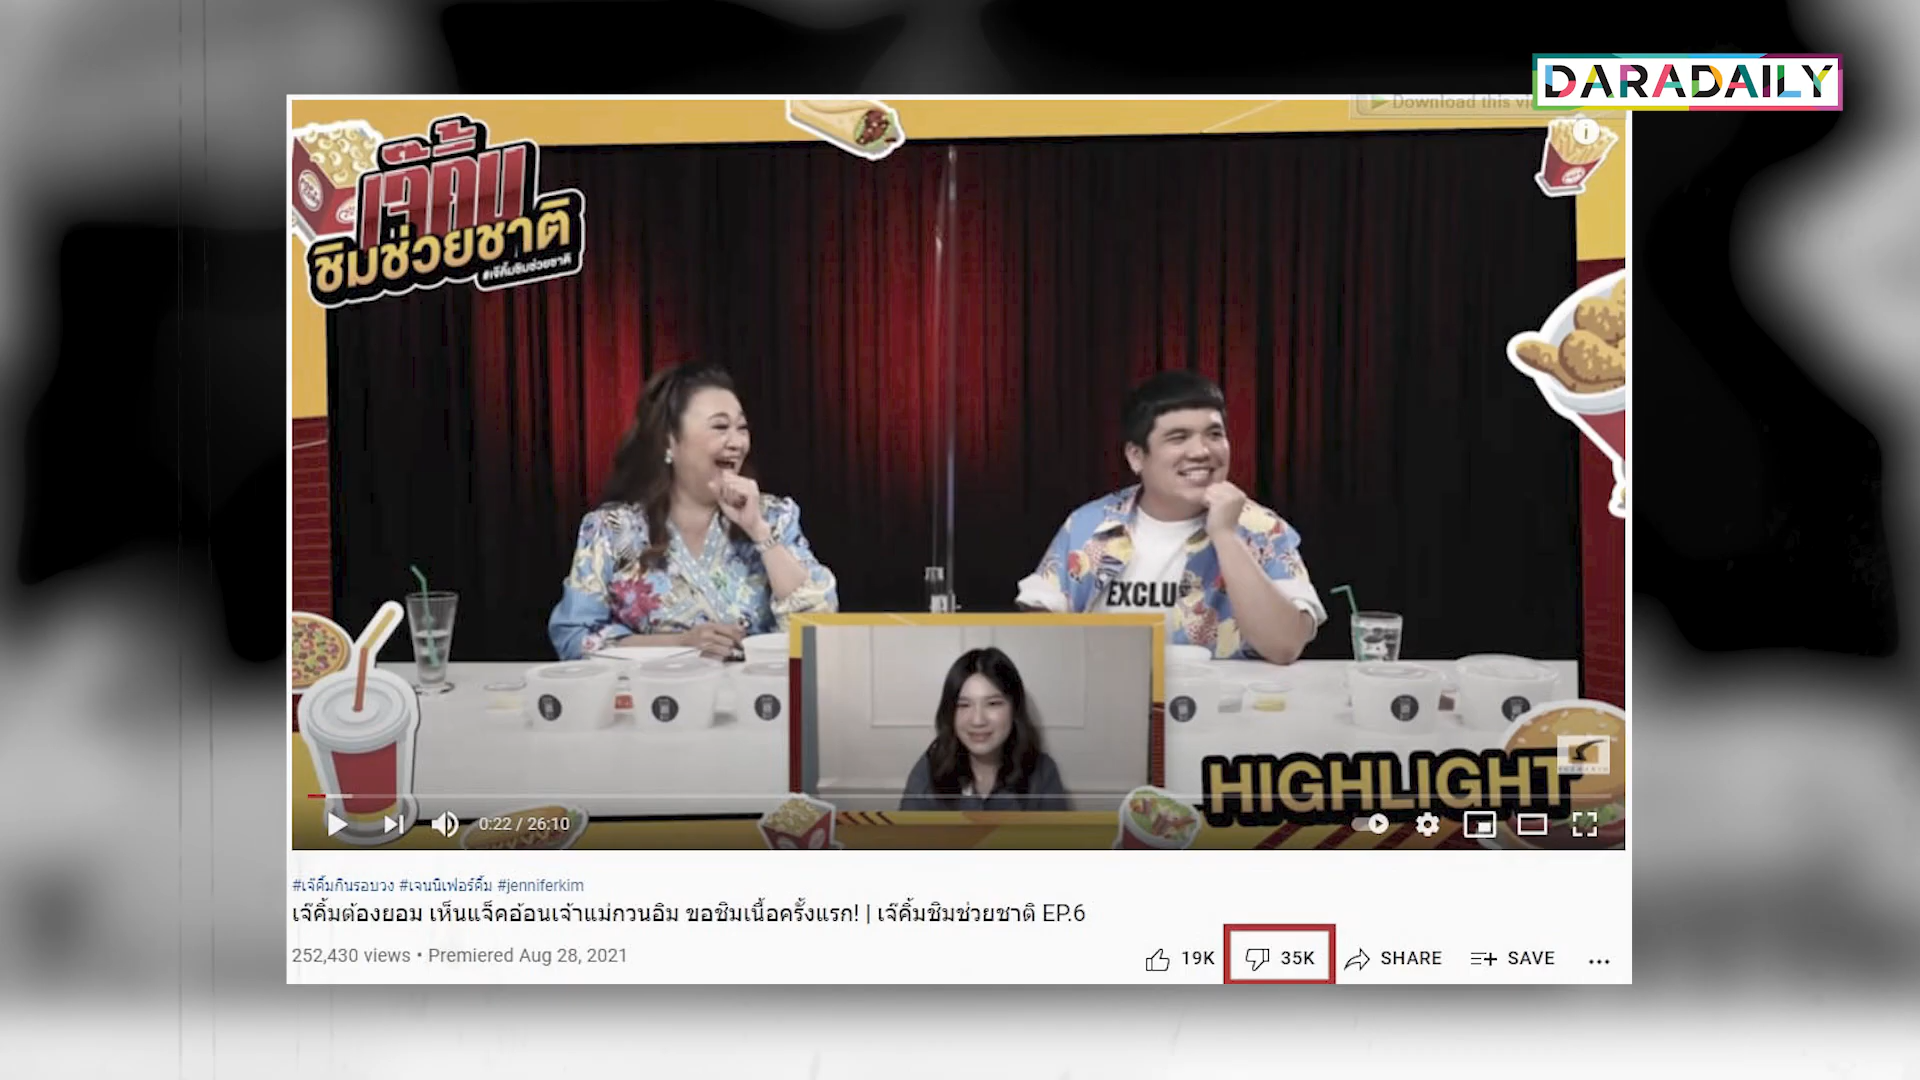 DARADAILY
Download this vi
เจ๊คิ้ม
ชิมช่วยชาติ
#เจ๊คิ้มชิมช่วยชาติ
EXCLU
HIGHLIGHT
0:22 / 26:10
#เจ๊คิ้มกินรอบวง #เจนนิเฟอร์คิ้ม #jenniferkim
เจ๊คิ้มต้องยอม เห็นแจ็คอ้อนเจ้าแม่กวนอิม ขอชิมเนื้อครั้งแรก! | เจ๊คิ้มชิมช่วยชาติ EP.6
252,430 views • Premiered Aug 28, 2021
19K
35K
SHARE
SAVE